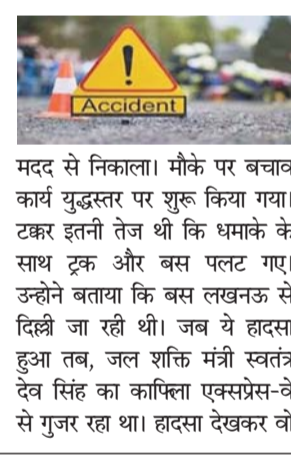 Accident
मदद से निकाला। मौके पर बचाव
कार्य युद्धस्तर पर शुरू किया गया।
टक्कर इतनी तेज थी कि धमाके के
साथ ट्रक और बस पलट गए।
उन्होने बताया कि बस लखनऊ से
दिल्ली जा रही थी। जब ये हादसा
हुआ तब, जल शक्ति मंत्री स्वतंत्र
देव सिंह का काफिला एक्सप्रेस-वे
से गुजर रहा था। हादसा देखकर वो